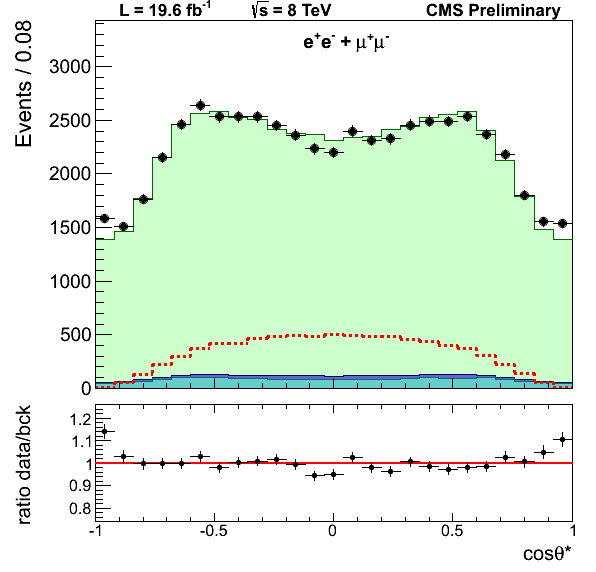 L = 19.6 fb⁻¹ √s = 8 TeV CMS Preliminary
e⁺e⁻ + μ⁺μ⁻
Events / 0.08
3000
2500
2000
1500
1000
500
0
ratio data/bck
1.2
1.1
1
0.9
0.8
-1 -0.5 0 0.5 1
cosθ*